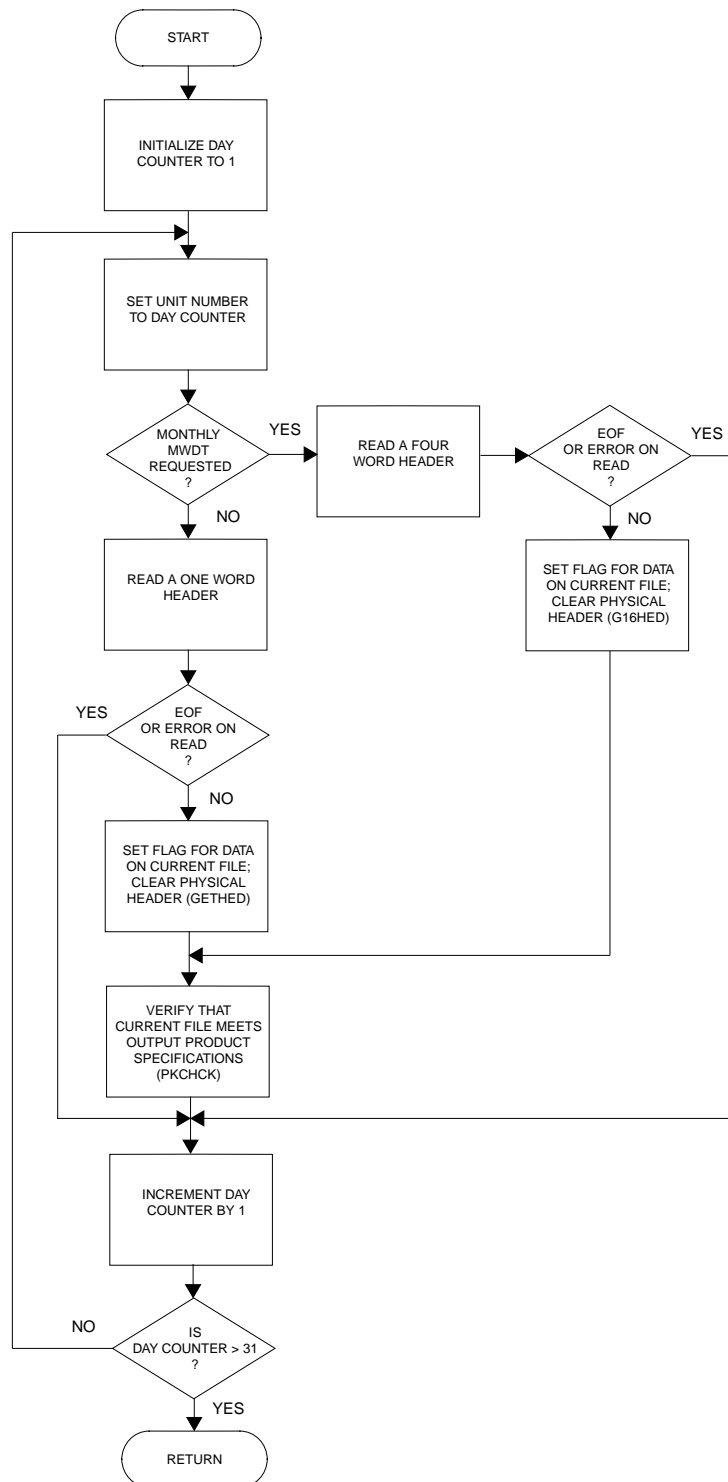 START
INITIALIZE DAY
COUNTER TO 1
SET UNIT NUMBER
TO DAY COUNTER
MONTHLY
MWDT
REQUESTED
?
YES
READ A FOUR
WORD HEADER
EOF
OR ERROR ON
READ
?
YES
NO
NO
SET FLAG FOR DATA
ON CURRENT FILE;
CLEAR PHYSICAL
HEADER (G16HED)
READ A ONE WORD
HEADER
YES
EOF
OR ERROR ON
READ
?
NO
SET FLAG FOR DATA
ON CURRENT FILE;
CLEAR PHYSICAL
HEADER (GETHED)
VERIFY THAT
CURRENT FILE MEETS
OUTPUT PRODUCT
SPECIFICATIONS
(PKCHCK)
INCREMENT DAY
COUNTER BY 1
NO
IS
DAY COUNTER > 31
?
YES
RETURN